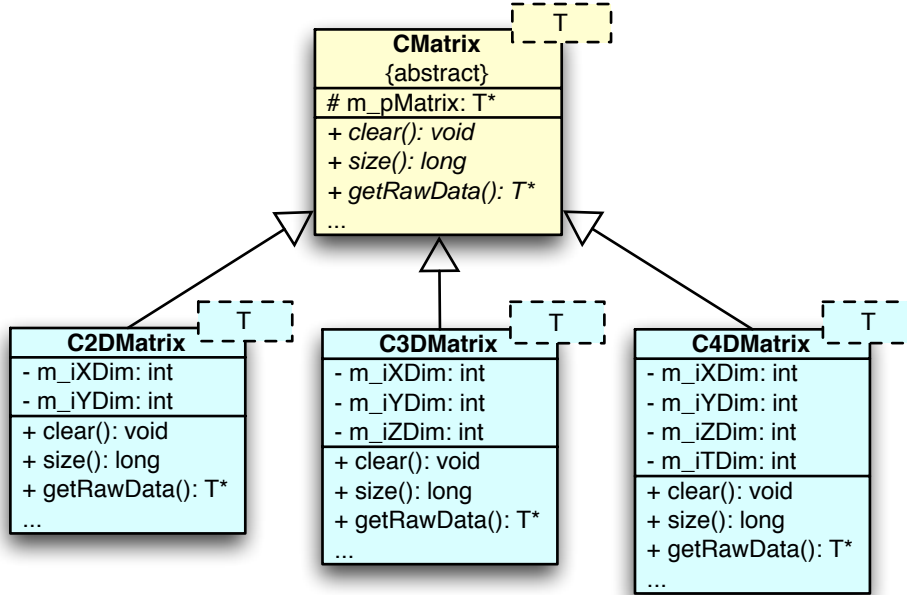 T
CMatrix
{abstract}
# m_pMatrix: T*
+ clear(): void
+ size(): long
+ getRawData(): T*
...
T
C2DMatrix
- m_iXDim: int
- m_iYDim: int
+ clear(): void
+ size(): long
+ getRawData(): T*
...
T
C3DMatrix
- m_iXDim: int
- m_iYDim: int
- m_iZDim: int
+ clear(): void
+ size(): long
+ getRawData(): T*
...
T
C4DMatrix
- m_iXDim: int
- m_iYDim: int
- m_iZDim: int
- m_iTDim: int
+ clear(): void
+ size(): long
+ getRawData(): T*
...